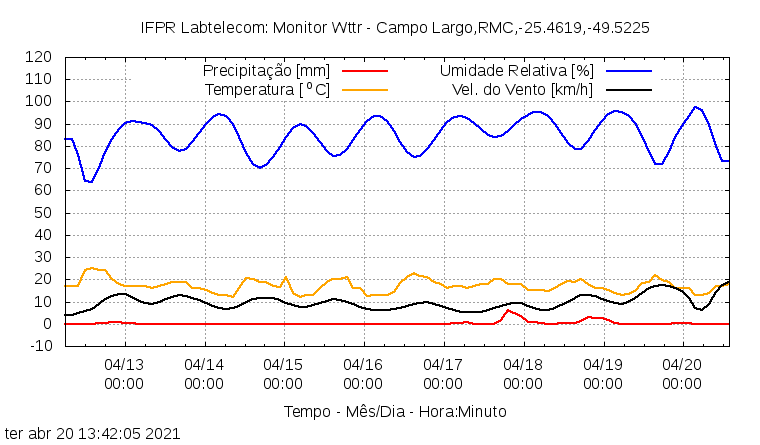 IFPR Labtelecom: Monitor Wttr - Campo Largo,RMC,-25.4619,-49.5225
120
110
100
90
80
70
60
50
40
30
20
10
0
-10
Precipitação [mm]
Temperatura [ ⁰C]
Umidade Relativa [%]
Vel. do Vento [km/h]
04/13 04/14 04/15 04/16 04/17 04/18 04/19 04/20
00:00 00:00 00:00 00:00 00:00 00:00 00:00 00:00
Tempo - Mês/Dia - Hora:Minuto
ter abr 20 13:42:05 2021